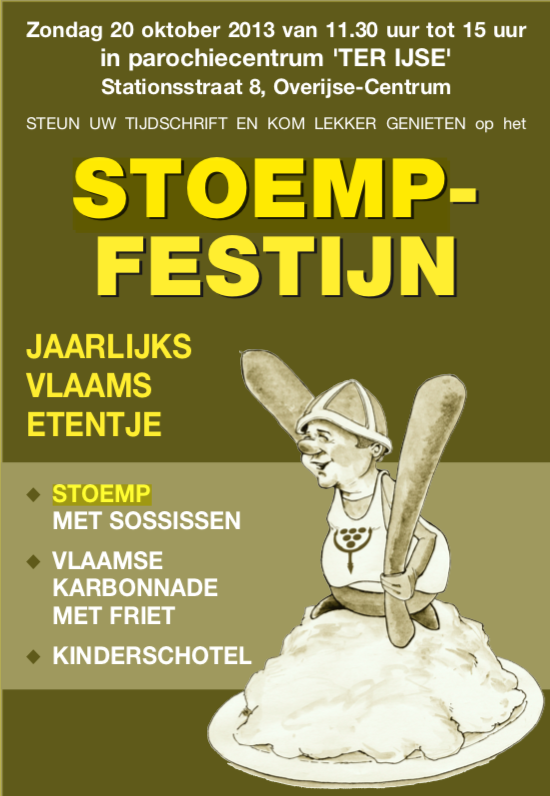 Zondag 20 oktober 2013 van 11.30 uur tot 15 uur
in parochiecentrum 'TER IJSE'
Stationsstraat 8, Overijse-Centrum
STEUN UW TIJDSCHRIFT EN KOM LEKKER GENIETEN op het
STOEMP-
FESTIJN
JAARLIJKS
VLAAMS
ETENTJE
◆ STOEMP
MET SOSSISSEN
◆ VLAAMSE
KARBONNADE
MET FRIET
◆ KINDERSCHOTEL